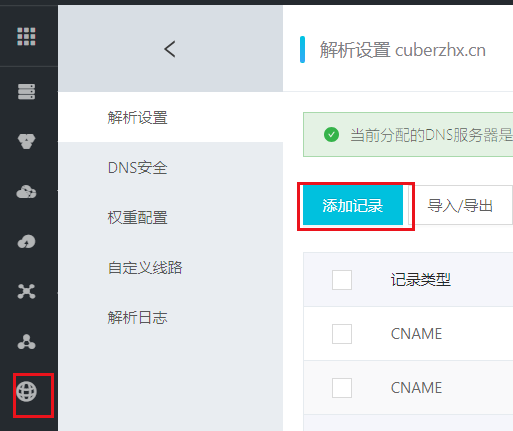 解析设置 cuberzhx.cn
解析设置
DNS安全
权重配置
自定义线路
解析日志
当前分配的DNS服务器是
添加记录
导入/导出
记录类型
CNAME
CNAME